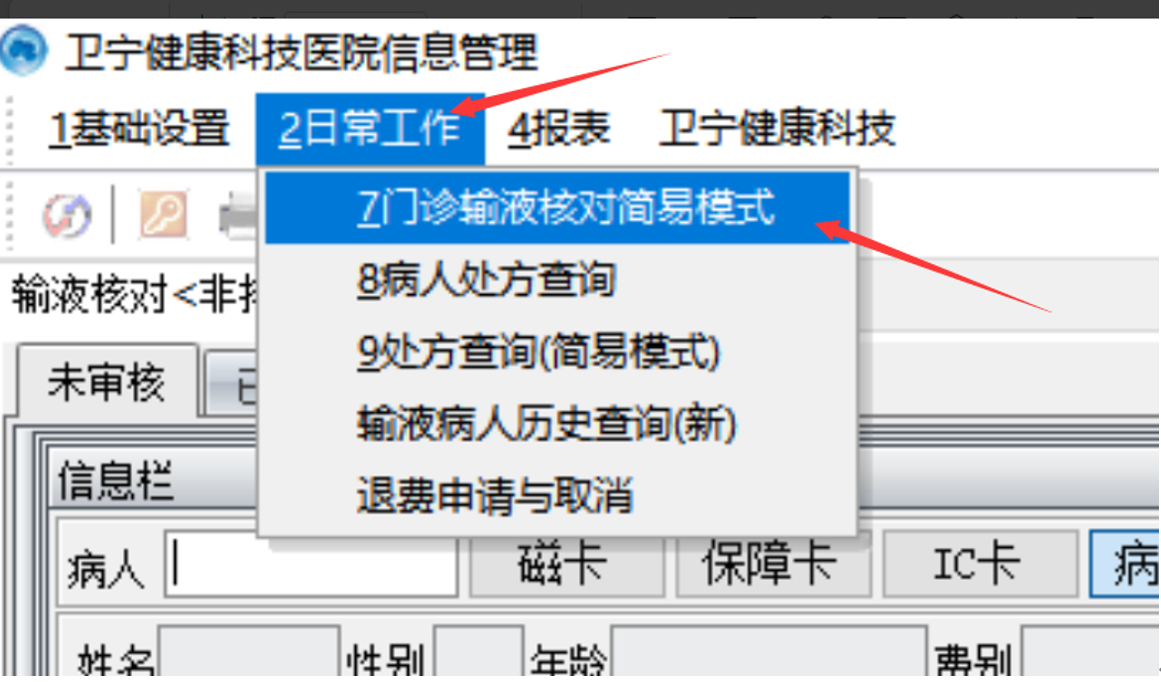 卫宁健康科技医院信息管理
1基础设置 2日常工作 4报表 卫宁健康科技
7门诊输液核对简易模式
8病人处方查询
9处方查询(简易模式)
输液病人历史查询(新)
退费申请与取消
输液核对<非
未审核 已
信息栏
病人 磁卡 保障卡 IC卡 病
姓名 性别 年龄 费别